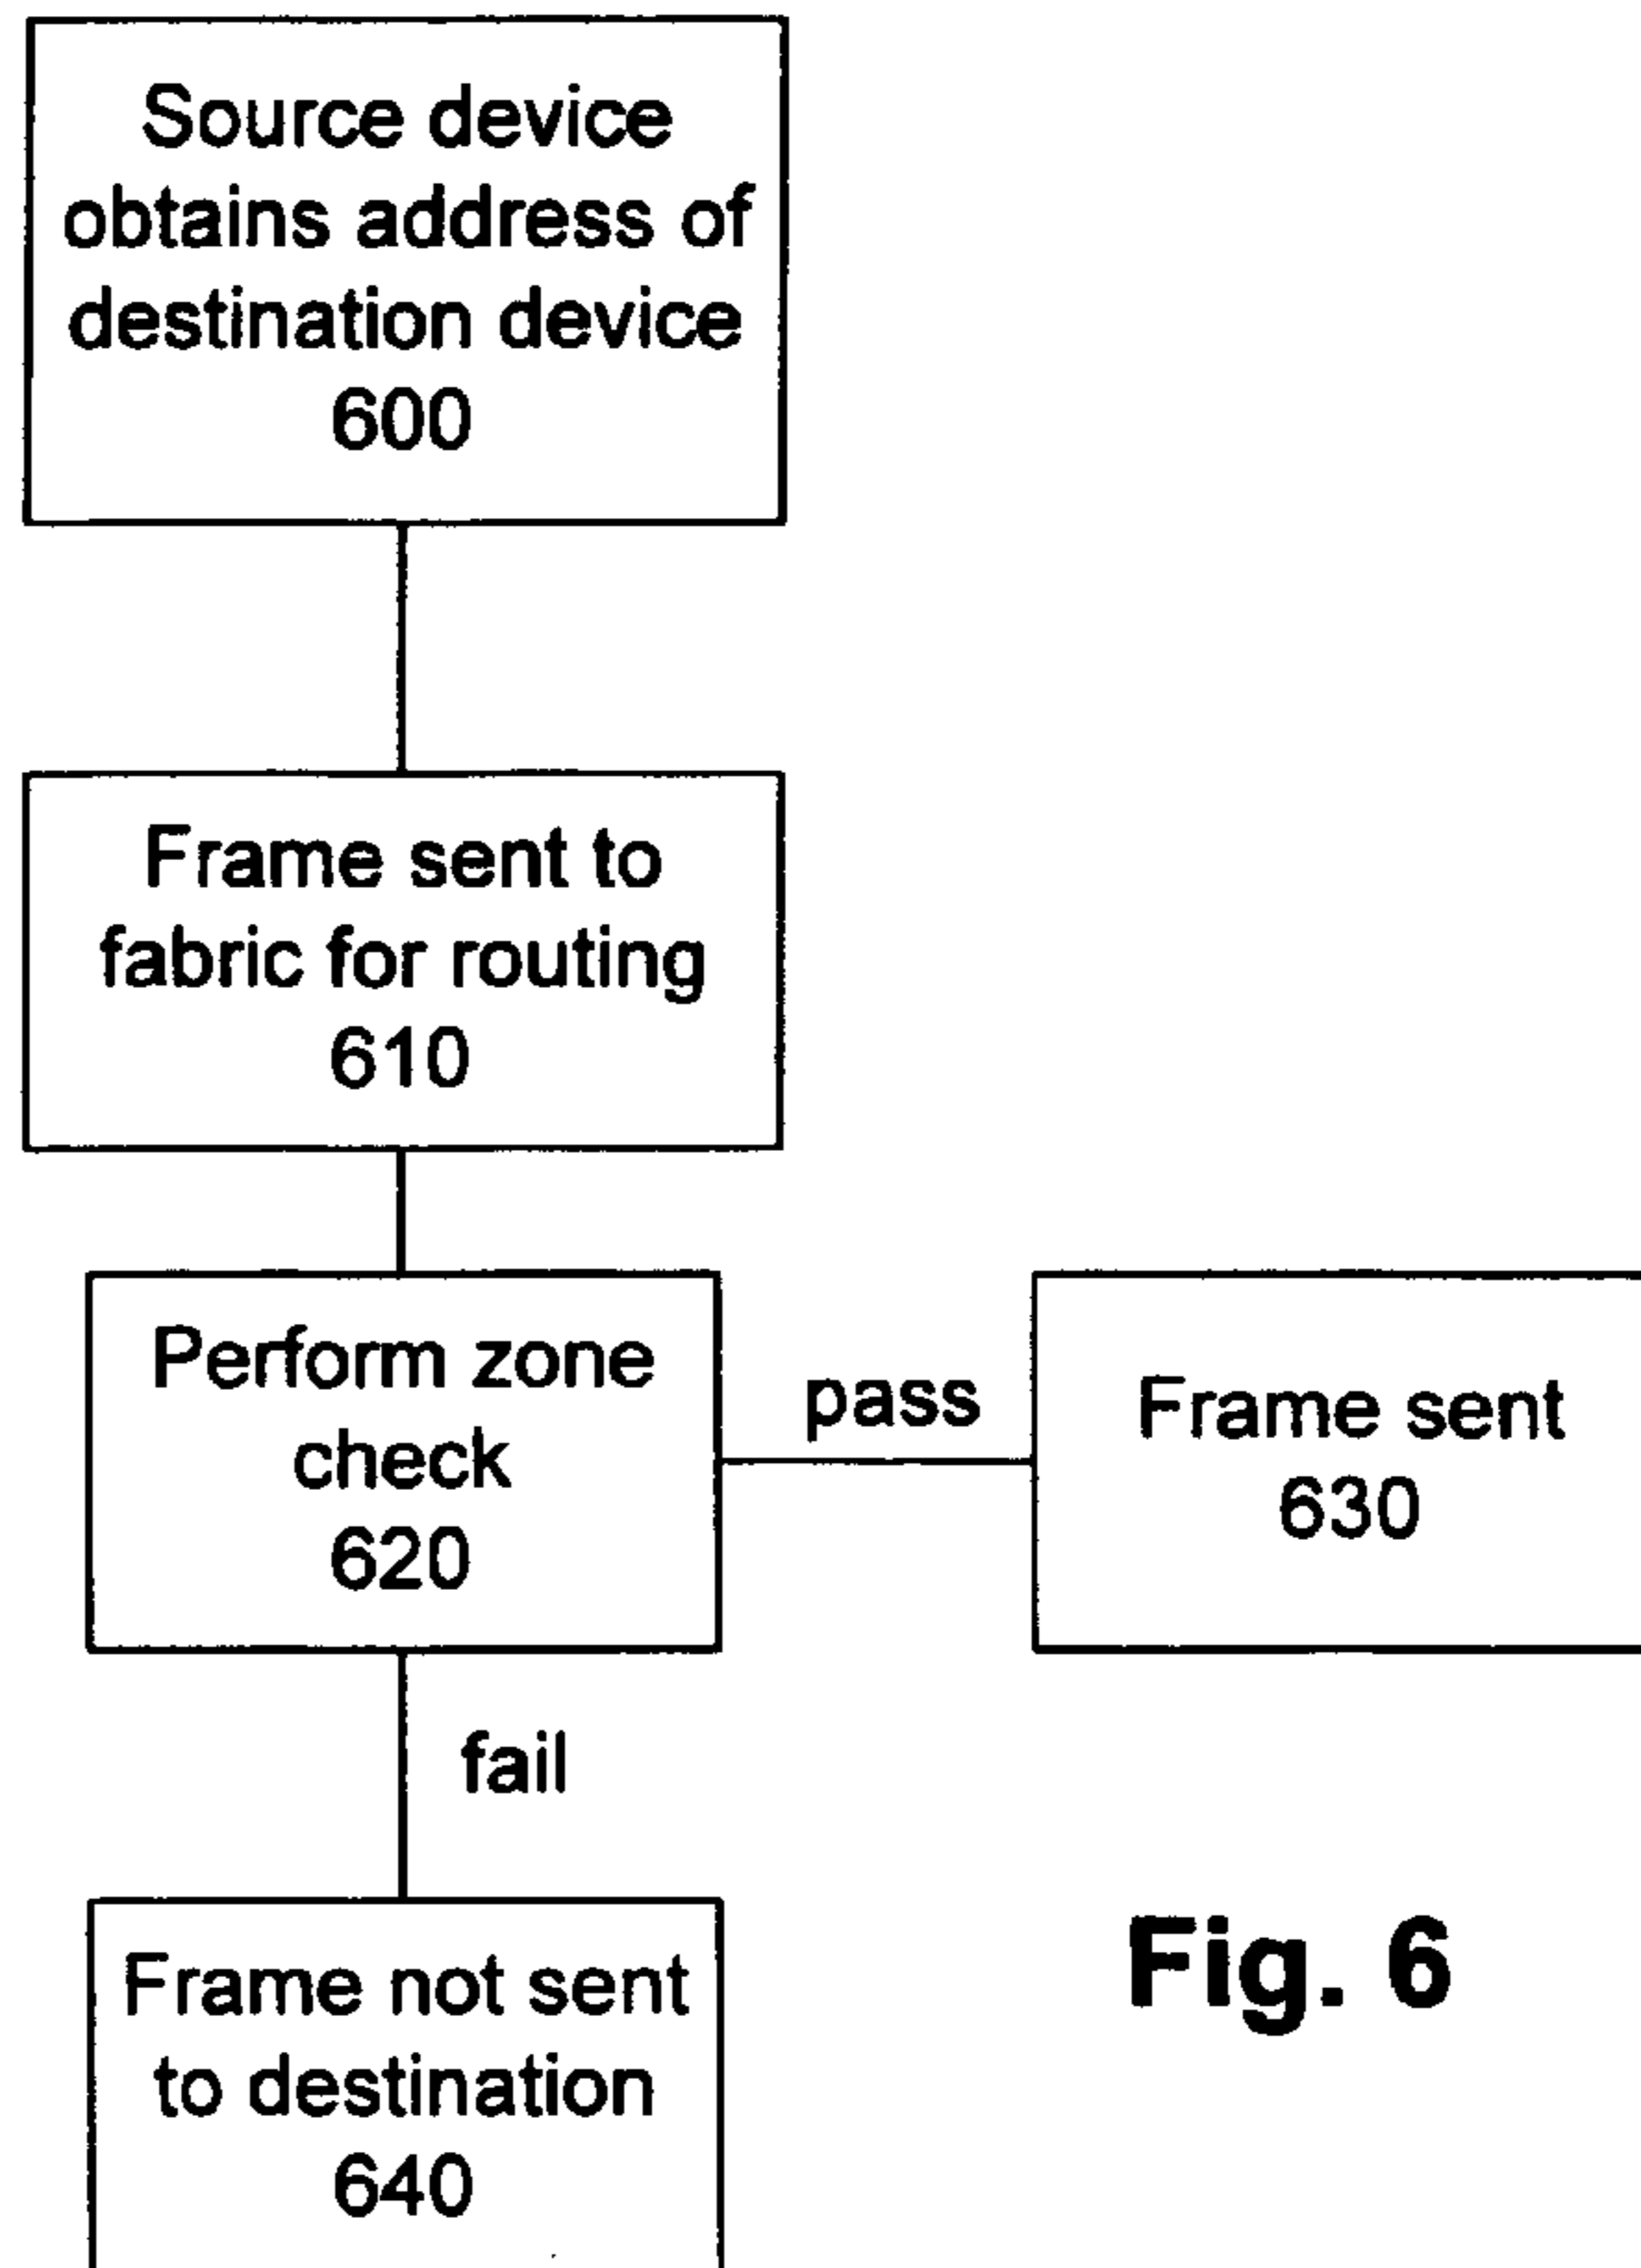 Source device
obtains address of
destination device
600
Frame sent to
fabric for routing
610
Perform zone
check
620
pass
Frame sent
630
fail
Frame not sent
to destination
640
Fig. 6